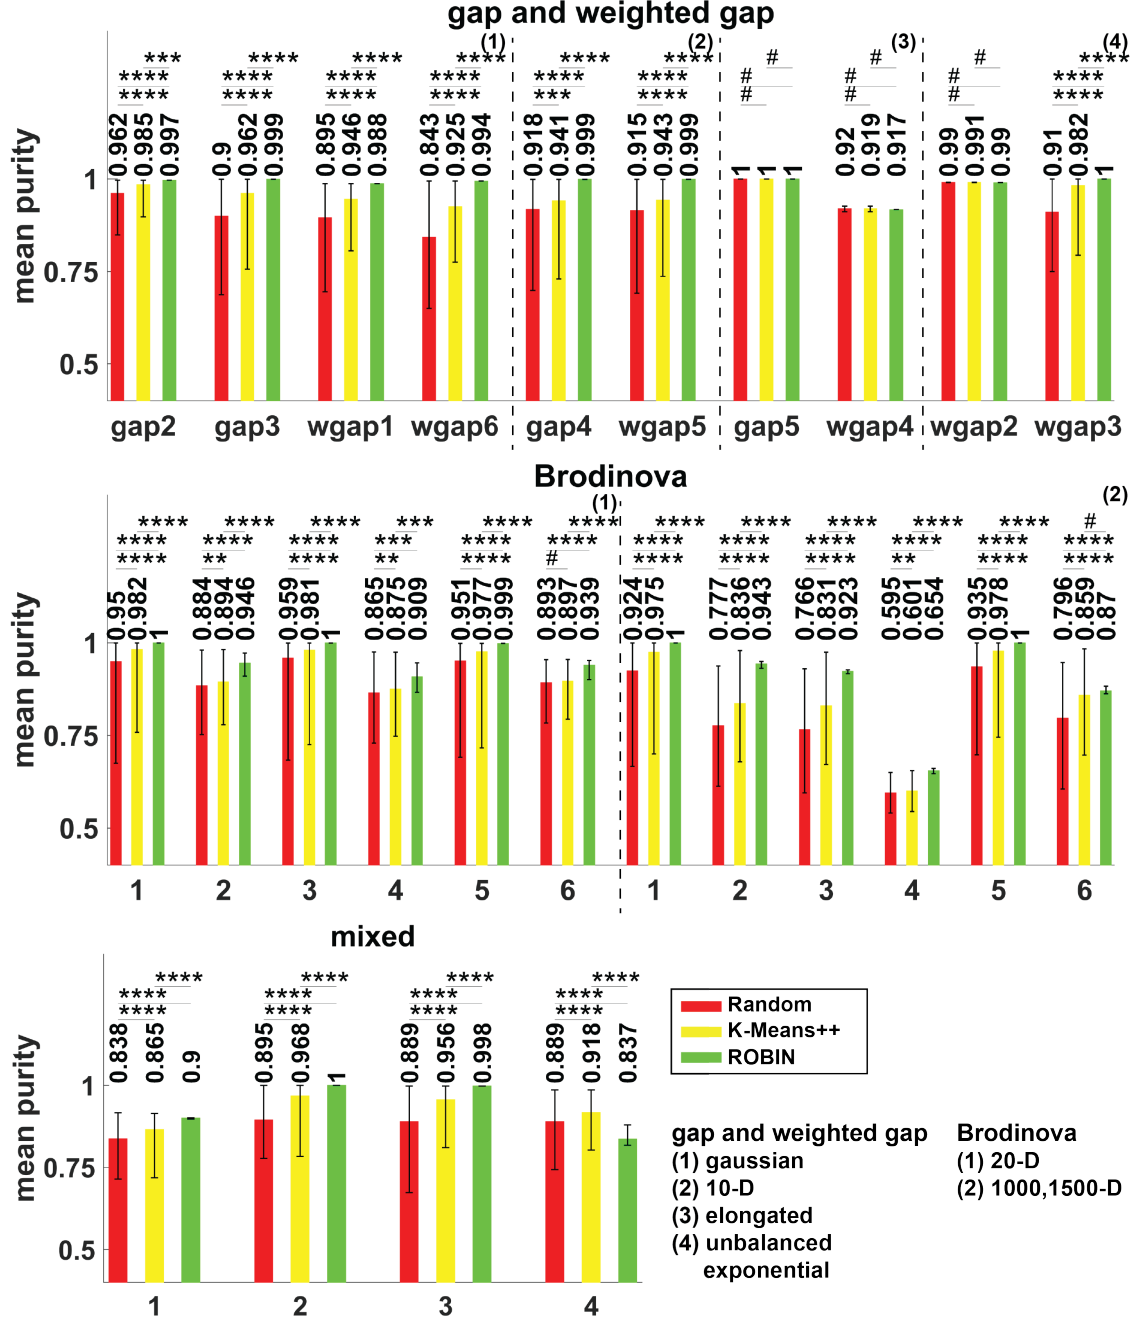 gap and weighted gap
(1) (2) (3) (4)
*** **** **** **** **** **** # # # ****
**** **** **** **** **** **** # # # ****
**** **** **** **** *** **** # # # ****
0.962 0.985 0.997 0.9 0.962 0.999 0.895 0.946 0.988 0.843 0.925 0.994 0.918 0.941 0.999 0.915 0.943 0.999 1 1 1 0.92 0.919 0.917 0.99 0.991 0.99 0.91 0.982 1
mean purity
1
0.75
0.5
gap2 gap3 wgap1 wgap6 gap4 wgap5 gap5 wgap4 wgap2 wgap3
Brodinova
(1) (2)
**** **** **** *** **** **** **** **** **** **** **** #
**** **** **** *** **** **** **** **** **** **** **** ****
**** ** **** ** **** # **** **** **** ** **** ****
0.95 0.982 1 0.884 0.894 0.946 0.959 0.981 1 0.865 0.875 0.909 0.951 0.977 0.999 0.893 0.897 0.939 0.924 0.975 1 0.777 0.836 0.943 0.766 0.831 0.923 0.595 0.601 0.654 0.935 0.978 1 0.796 0.859 0.87
mean purity
1
0.75
0.5
1 2 3 4 5 6 1 2 3 4 5 6
mixed
**** **** **** ****
**** **** **** ****
**** **** **** ****
0.838 0.865 0.9 0.895 0.968 1 0.889 0.956 0.998 0.889 0.918 0.837
mean purity
1
0.75
0.5
1 2 3 4
Random
K-Means++
ROBIN
gap and weighted gap
(1) gaussian
(2) 10-D
(3) elongated
(4) unbalanced
exponential
Brodinova
(1) 20-D
(2) 1000,1500-D